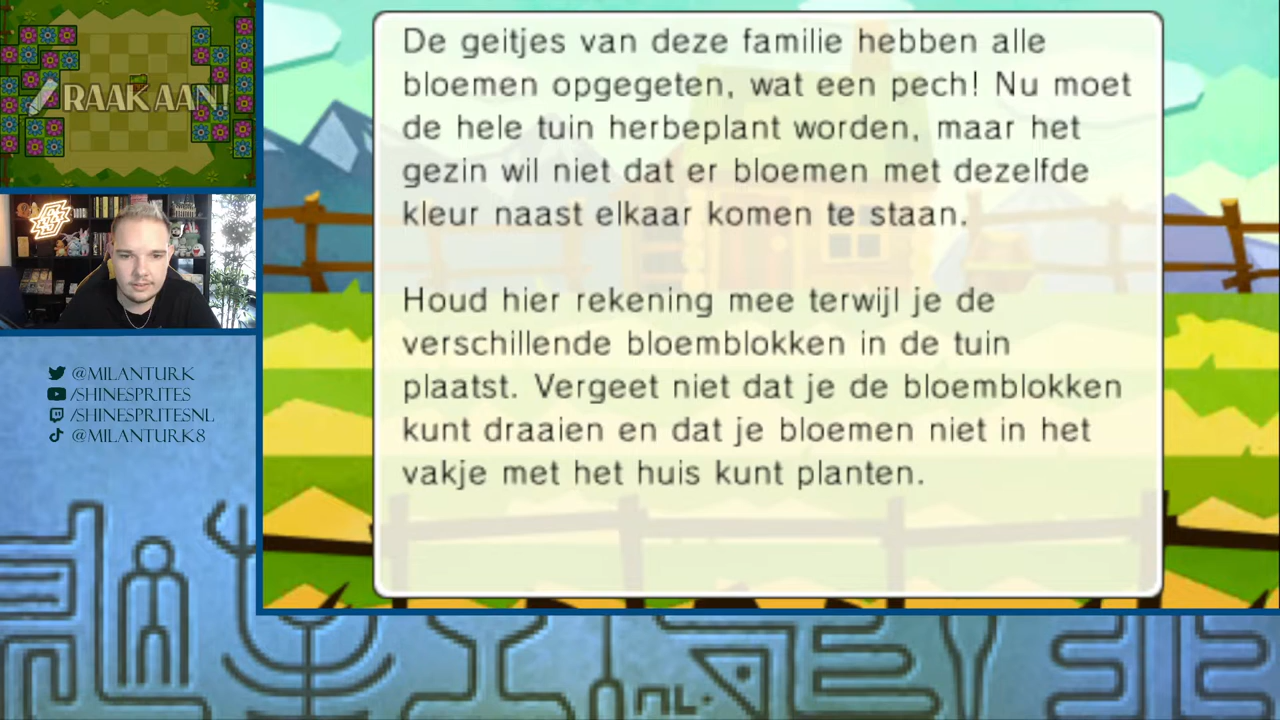 RAAK AAN!
De geitjes van deze familie hebben alle
bloemen opgegeten, wat een pech! Nu moet
de hele tuin herbeplant worden, maar het
gezin wil niet dat er bloemen met dezelfde
kleur naast elkaar komen te staan.
Houd hier rekening mee terwijl je de
verschillende bloemblokken in de tuin
plaatst. Vergeet niet dat je de bloemblokken
kunt draaien en dat je bloemen niet in het
vakje met het huis kunt planten.
@MILANTURK
/SHINESPRITES
/SHINESPRITESNL
@MILANTURK8